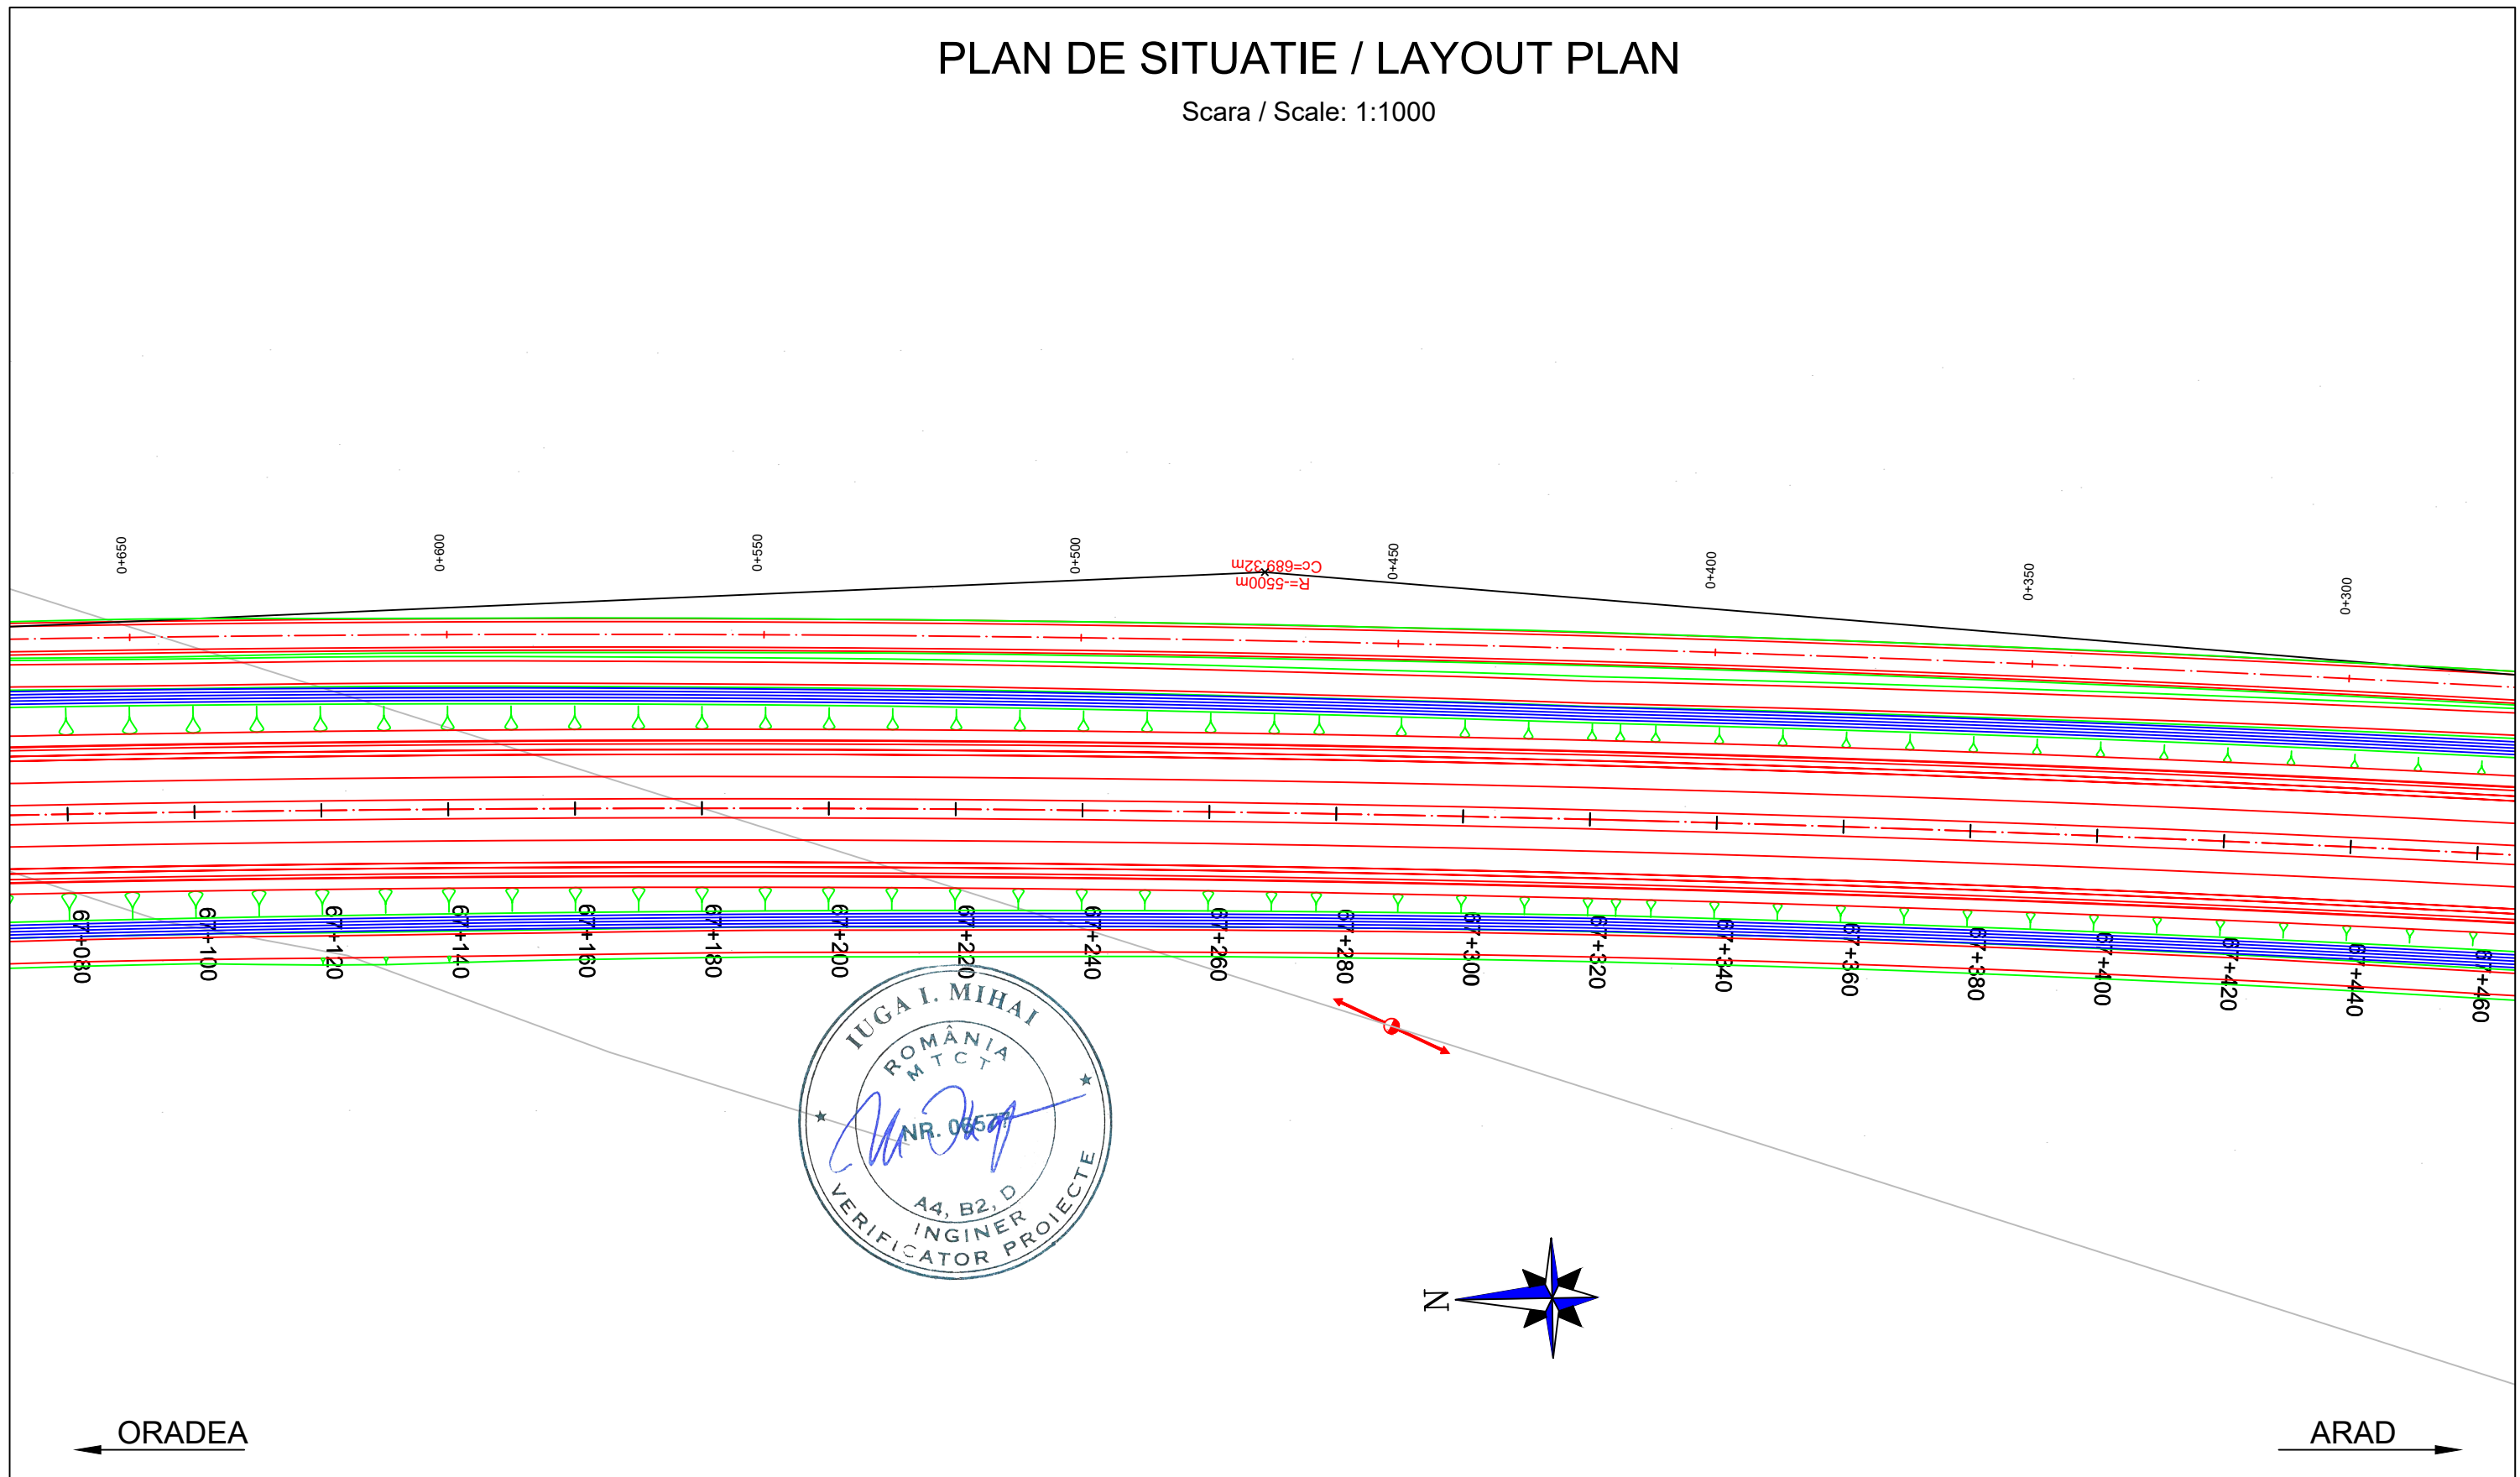 PLAN DE SITUATIE / LAYOUT PLAN
Scara / Scale: 1:1000
0+650
0+600
0+550
0+500
0+450
0+400
0+350
0+300
R=-5500m
Cc=689.32m
67+080
67+100
67+120
67+140
67+160
67+180
67+200
67+220
67+240
67+260
67+280
67+300
67+320
67+340
67+360
67+380
67+400
67+420
67+440
67+460
IUGA I. MIHAI
ROMÂNIA
MTCT
NR. 06577
A4, B2, D
INGINER
VERIFICATOR PROIECTE
N
ORADEA
ARAD